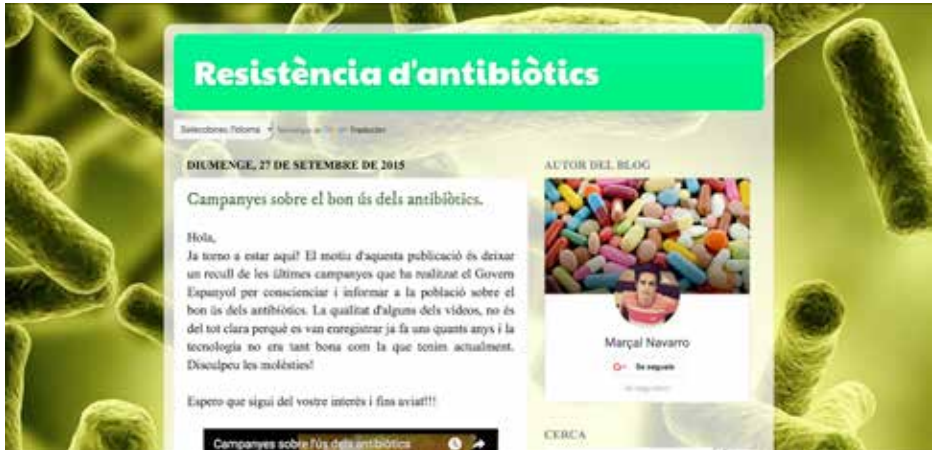 Resistència d'antibiòtics
Seleccioneu l'idioma
Traductor
DIUMENGE, 27 DE SETEMBRE DE 2015
Campanyes sobre el bon ús dels antibiòtics.
Hola,
Ja torno a estar aquí! El motiu d'aquesta publicació és deixar
un recull de les últimes campanyes que ha realitzat el Govern
Espanyol per conscienciar i informar a la població sobre el
bon ús dels antibiòtics. La qualitat d'alguns dels vídeos, no és
del tot clara perquè es van enregistrar ja fa uns quants anys i la
tecnologia no era tant bona com la que tenim actualment.
Disculpeu les molèsties!
Espero que sigui del vostre interès i fins aviat!!!
Campanyes sobre l'ús dels antibiòtics
AUTOR DEL BLOG
Marçal Navarro
G+ Se segueix
CERCA